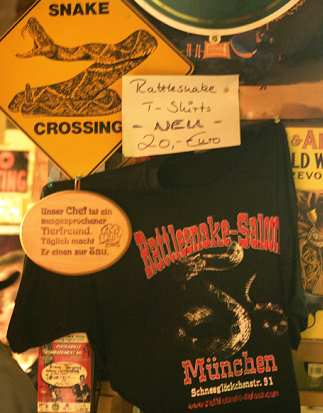 SNAKE
CROSSING
Rattlesnake
T-Shirts
- NEU -
20,- Euro
Unser Chef ist ein
ausgesprochener
Tierfreund.
Täglich macht
Er einen zur Sau.
Rattlesnake-Saloon
München
Schneeglöckchenstr. 91